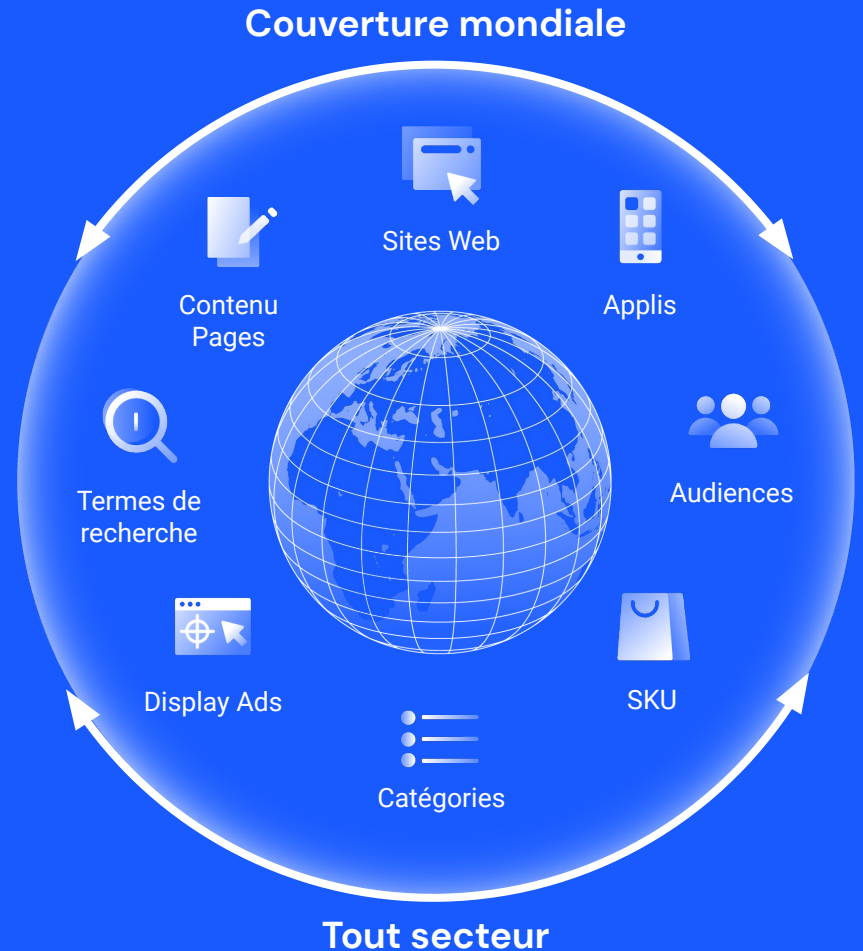 Couverture mondiale
Sites Web
Contenu
Pages
Applis
Termes de
recherche
Audiences
Display Ads
SKU
Catégories
Tout secteur